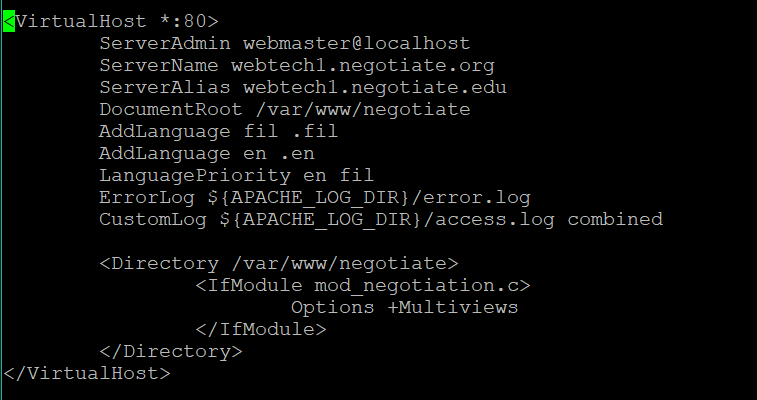 <VirtualHost *:80>
ServerAdmin webmaster@localhost
ServerName webtech1.negotiate.org
ServerAlias webtech1.negotiate.edu
DocumentRoot /var/www/negotiate
AddLanguage fil .fil
AddLanguage en .en
LanguagePriority en fil
ErrorLog ${APACHE_LOG_DIR}/error.log
CustomLog ${APACHE_LOG_DIR}/access.log combined
<Directory /var/www/negotiate>
<IfModule mod_negotiation.c>
Options +Multiviews
</IfModule>
</Directory>
</VirtualHost>